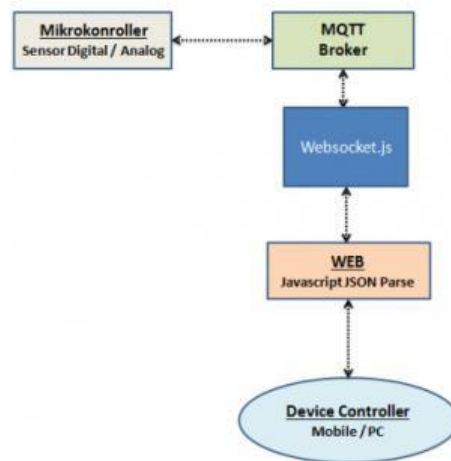 Mikrokonroller
Sensor Digital / Analog
MQTT
Broker
Websocket.js
WEB
Javascript JSON Parse
Device Controller
Mobile / PC